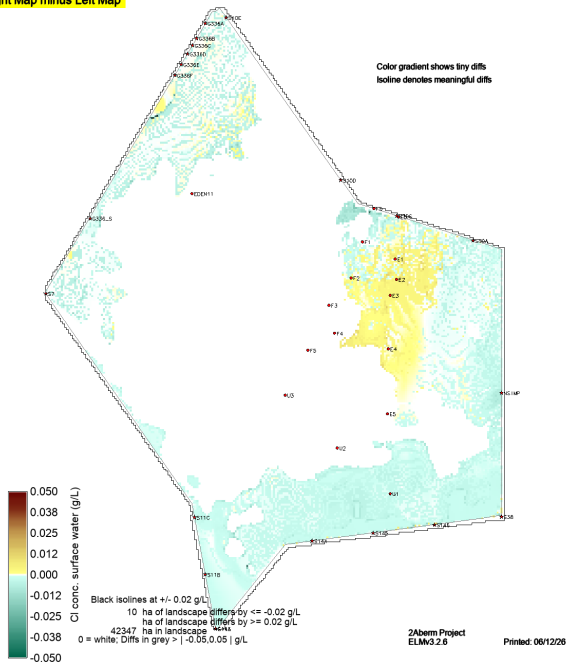 ght Map minus Left Map
S10E
G336A
G336B
G336C
G336D
G336E
G336F
Color gradient shows tiny diffs
Isoline denotes meaningful diffs
EDEN11
S10D
G336_S
F1
S10A
E1
F2
E2
E3
S7
F3
F4
E4
F5
U3
NSIMP
E5
U2
U1
0.050
0.038
0.025
0.012
0.000
-0.012
-0.025
-0.038
-0.050
Cl conc. surface water (g/L)
S11C
S38
S11B
Black isolines at +/- 0.02 g/L
10 ha of landscape differs by <= -0.02 g/L
ha of landscape differs by >= 0.02 g/L
42347 ha in landscape
0 = white; Diffs in grey > | -0.05,0.05 | g/L
2Aberm Project
ELMv3.2.6
Printed: 06/12/26